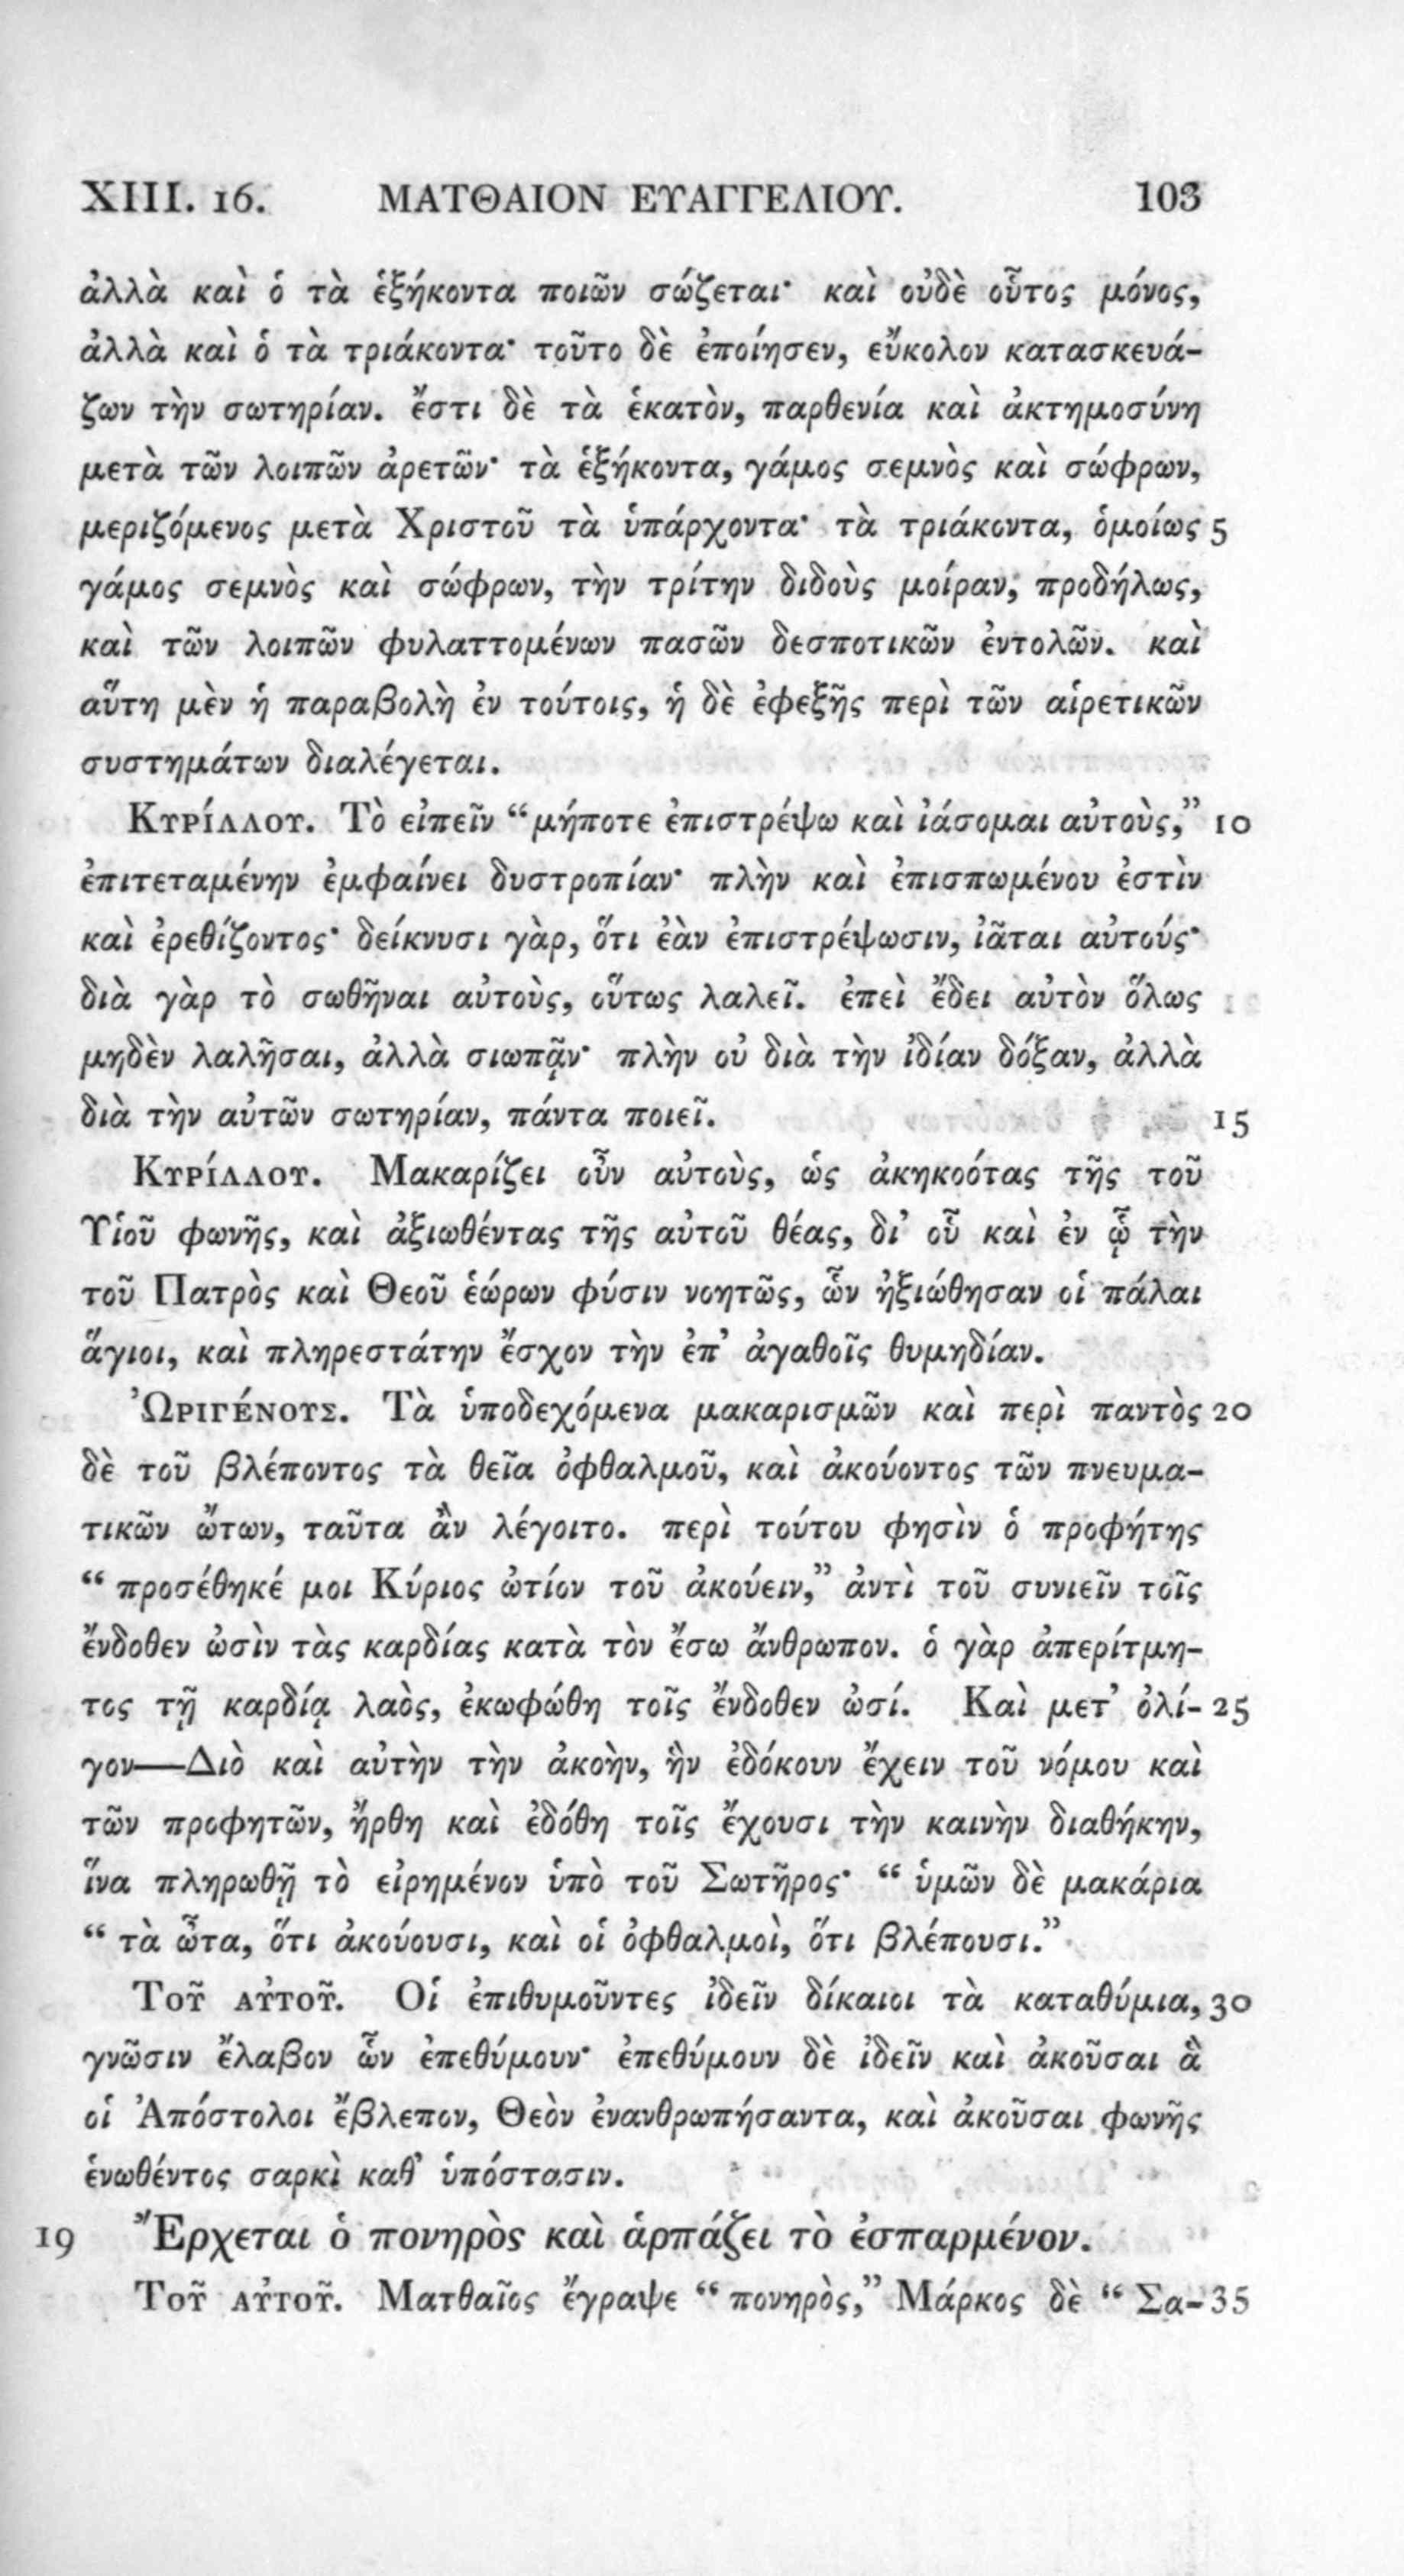 XIII. 16. ΜΑΤΘΑΙΟΝ ΕΥΑΓΓΕΛΙΟΥ. 103
ἀλλὰ καὶ ὁ τὰ ἑξήκοντα ποιῶν σώζεται· καὶ οὐδὲ οὗτος μόνος,
ἀλλὰ καὶ ὁ τὰ τριάκοντα· τοῦτο δὲ ἐποίησεν, εὔκολον κατασκευά-
ζων τὴν σωτηρίαν. ἔστι δὲ τὰ ἑκατὸν, παρθενία καὶ ἀκτημοσύνη
μετὰ τῶν λοιπῶν ἀρετῶν· τὰ ἑξήκοντα, γάμος σεμνὸς καὶ σώφρων,
μεριζόμενος μετὰ Χριστοῦ τὰ ὑπάρχοντα· τὰ τριάκοντα, ὁμοίως 5
γάμος σεμνὸς καὶ σώφρων, τὴν τρίτην διδοὺς μοίραν, προδήλως,
καὶ τῶν λοιπῶν φυλαττομένων πασῶν δεσποτικῶν ἐντολῶν. καὶ
αὕτη μὲν ἡ παραβολὴ ἐν τούτοις, ἡ δὲ ἐφεξῆς περὶ τῶν αἱρετικῶν
συστημάτων διαλέγεται.
Κυρίλλου. Τὸ εἰπεῖν “μήποτε ἐπιστρέψω καὶ ἰάσομαι αὐτοὺς,” 10
ἐπιτεταμένην ἐμφαίνει δυστροπίαν· πλὴν καὶ ἐπισπωμένου ἐστὶν
καὶ ἐρεθίζοντος· δείκνυσι γὰρ, ὅτι ἐὰν ἐπιστρέψωσιν, ἰᾶται αὐτούς·
διὰ γὰρ τὸ σωθῆναι αὐτοὺς, οὕτως λαλεῖ. ἐπεὶ ἔδει αὐτὸν ὅλως
μηδὲν λαλῆσαι, ἀλλὰ σιωπᾷν· πλὴν οὐ διὰ τὴν ἰδίαν δόξαν, ἀλλὰ
διὰ τὴν αὐτῶν σωτηρίαν, πάντα ποιεῖ. 15
Κυρίλλου. Μακαρίζει οὖν αὐτοὺς, ὡς ἀκηκοότας τῆς τοῦ
Υἱοῦ φωνῆς, καὶ ἀξιωθέντας τῆς αὐτοῦ θέας, δι’ οὗ καὶ ἐν ᾧ τὴν
τοῦ Πατρὸς καὶ Θεοῦ ἑώρων φύσιν νοητῶς, ὧν ἠξιώθησαν οἱ πάλαι
ἅγιοι, καὶ πληρεστάτην ἔσχον τὴν ἐπ’ ἀγαθοῖς θυμηδίαν.
Ὠριγένους. Τὰ ὑποδεχόμενα μακαρισμῶν καὶ περὶ παντὸς 20
δὲ τοῦ βλέποντος τὰ θεῖα ὀφθαλμοῦ, καὶ ἀκούοντος τῶν πνευμα-
τικῶν ὤτων, ταῦτα ἂν λέγοιτο. περὶ τούτου φησὶν ὁ προφήτης
“ προσέθηκέ μοι Κύριος ὠτίον τοῦ ἀκούειν,” ἀντὶ τοῦ συνιεῖν τοῖς
ἔνδοθεν ὠσὶν τὰς καρδίας κατὰ τὸν ἔσω ἄνθρωπον. ὁ γὰρ ἀπερίτμη-
τος τῇ καρδίᾳ λαὸς, ἐκωφώθη τοῖς ἔνδοθεν ὠσί. Καὶ μετ’ ὀλί- 25
γον—Διὸ καὶ αὐτὴν τὴν ἀκοὴν, ἣν ἐδόκουν ἔχειν τοῦ νόμου καὶ
τῶν προφητῶν, ἤρθη καὶ ἐδόθη τοῖς ἔχουσι τὴν καινὴν διαθήκην,
ἵνα πληρωθῇ τὸ εἰρημένον ὑπὸ τοῦ Σωτῆρος· “ ὑμῶν δὲ μακάρια
“ τὰ ὦτα, ὅτι ἀκούουσι, καὶ οἱ ὀφθαλμοὶ, ὅτι βλέπουσι.”
Τοῦ αὐτοῦ. Οἱ ἐπιθυμοῦντες ἰδεῖν δίκαιοι τὰ καταθύμια, 30
γνῶσιν ἔλαβον ὧν ἐπεθύμουν· ἐπεθύμουν δὲ ἰδεῖν καὶ ἀκοῦσαι ἃ
οἱ Ἀπόστολοι ἔβλεπον, Θεὸν ἐνανθρωπήσαντα, καὶ ἀκοῦσαι φωνῆς
ἑνωθέντος σαρκὶ καθ’ ὑπόστασιν.
19 Ἔρχεται ὁ πονηρὸς καὶ ἁρπάζει τὸ ἐσπαρμένον.
Τοῦ αὐτοῦ. Ματθαῖος ἔγραψε “ πονηρὸς,” Μάρκος δὲ “ Σα- 35